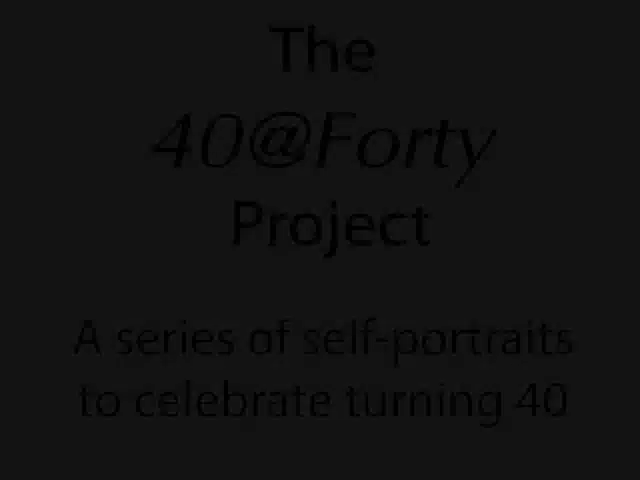 The
40@Forty
Project
A series of self-portraits
to celebrate turning 40